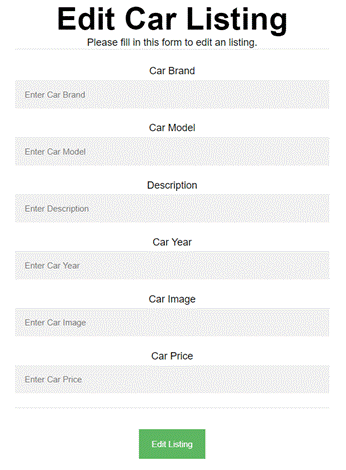 Edit Car Listing
Please fill in this form to edit an listing.
Car Brand
Enter Car Brand
Car Model
Enter Car Model
Description
Enter Description
Car Year
Enter Car Year
Car Image
Enter Car Image
Car Price
Enter Car Price
Edit Listing